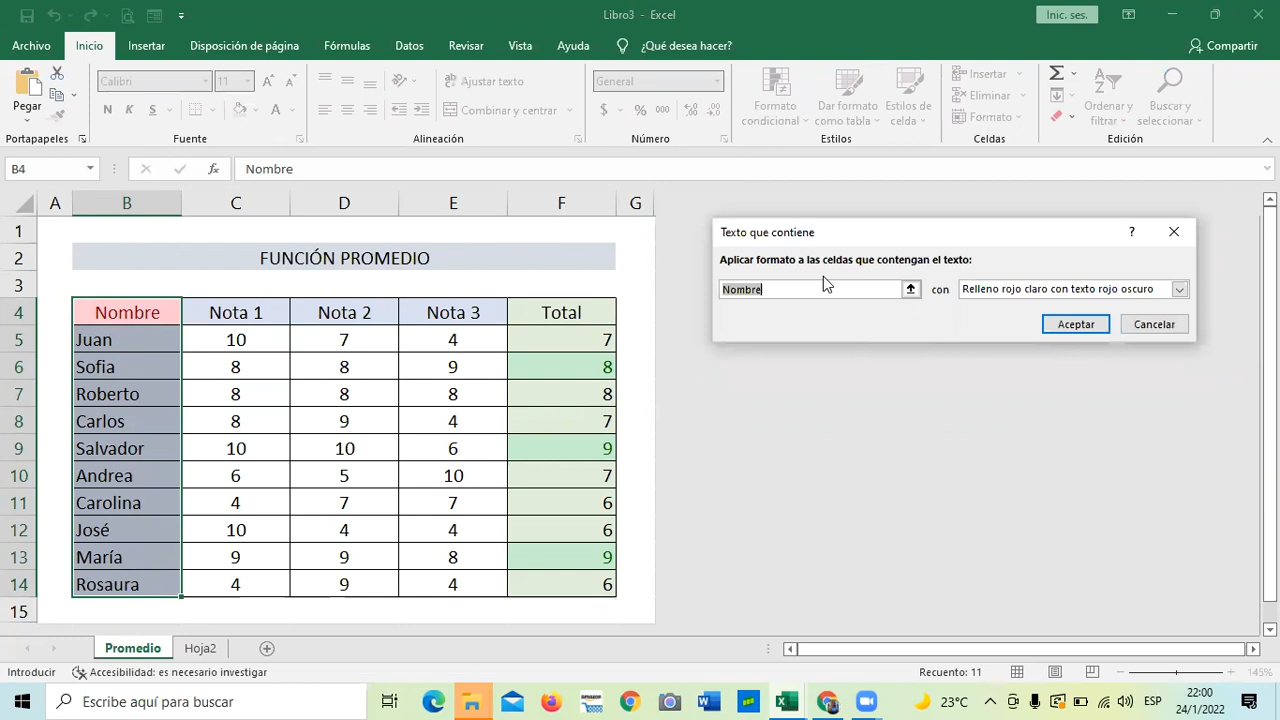 Libro3 - Excel
Inic. ses.
Archivo Inicio Insertar Disposición de página Fórmulas Datos Revisar Vista Ayuda ¿Qué desea hacer? Compartir
Pegar
Calibri 11
N K S
Ajustar texto
Combinar y centrar
General
$ % 000
Formato condicional
Dar formato como tabla
Estilos de celda
Insertar
Eliminar
Formato
Ordenar y filtrar
Buscar y seleccionar
Portapapeles Fuente Alineación Número Estilos Celdas Edición
B4 fx Nombre
A B C D E F G
1
2 FUNCIÓN PROMEDIO
3
4 Nombre Nota 1 Nota 2 Nota 3 Total
5 Juan 10 7 4 7
6 Sofia 8 8 9 8
7 Roberto 8 8 8 8
8 Carlos 8 9 4 7
9 Salvador 10 10 6 9
10 Andrea 6 5 10 7
11 Carolina 4 7 7 6
12 José 10 4 4 6
13 María 9 9 8 9
14 Rosaura 4 9 4 6
15
Texto que contiene ?
Aplicar formato a las celdas que contengan el texto:
Nombre con Relleno rojo claro con texto rojo oscuro
Aceptar Cancelar
Promedio Hoja2
Introducir Accesibilidad: es necesario investigar Recuento: 11 145%
Escribe aquí para buscar
23°C ESP
22:00
24/1/2022